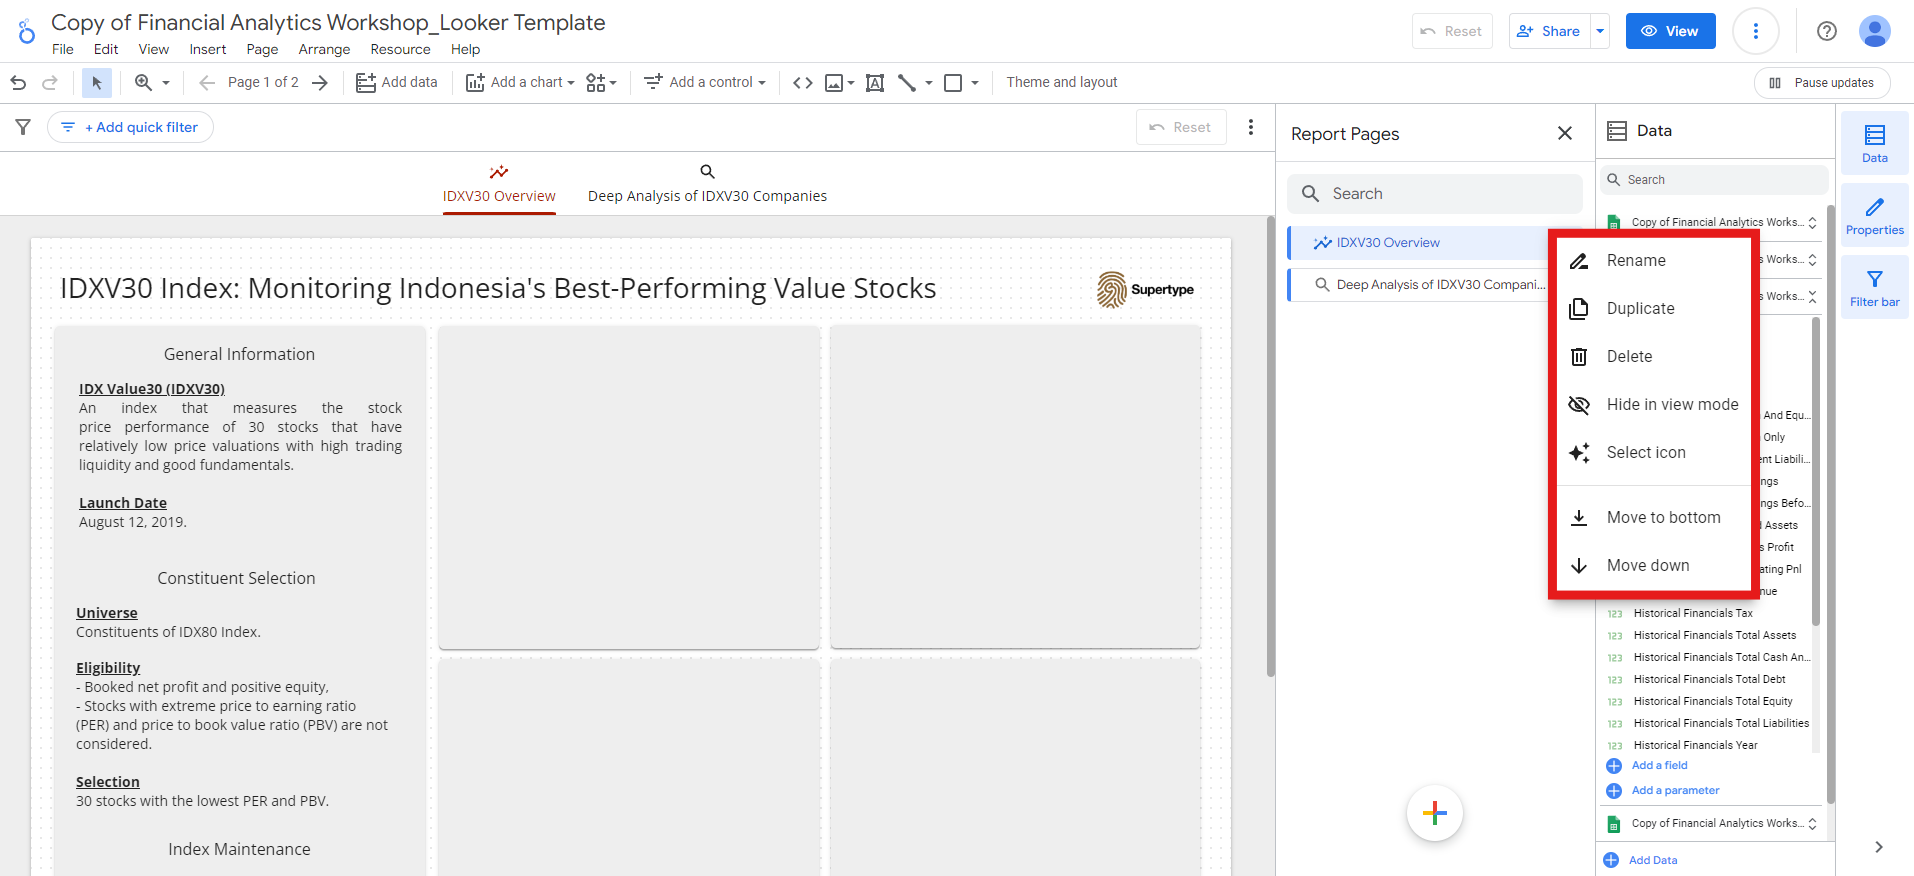 Copy of Financial Analytics Workshop_Looker Template
File Edit View Insert Page Arrange Resource Help
Reset
Share
View
Page 1 of 2
Add data
Add a chart
Add a control
Theme and layout
Pause updates
+ Add quick filter
Reset
IDXV30 Overview
Deep Analysis of IDXV30 Companies
IDXV30 Index: Monitoring Indonesia's Best-Performing Value Stocks
Supertype
General Information
IDX Value30 (IDXV30)
An index that measures the stock
price performance of 30 stocks that have
relatively low price valuations with high trading
liquidity and good fundamentals.
Launch Date
August 12, 2019.
Constituent Selection
Universe
Constituents of IDX80 Index.
Eligibility
- Booked net profit and positive equity,
- Stocks with extreme price to earning ratio
(PER) and price to book value ratio (PBV) are not
considered.
Selection
30 stocks with the lowest PER and PBV.
Index Maintenance
Report Pages
Search
IDXV30 Overview
Deep Analysis of IDXV30 Compani...
Rename
Duplicate
Delete
Hide in view mode
Select icon
Move to bottom
Move down
Data
Search
Copy of Financial Analytics Works...
s Works...
s Works...
And Equ...
Only
ent Liabili...
ngs
ngs Befo...
Assets
s Profit
ating Pnl
nue
123 Historical Financials Tax
123 Historical Financials Total Assets
123 Historical Financials Total Cash An...
123 Historical Financials Total Debt
123 Historical Financials Total Equity
123 Historical Financials Total Liabilities
123 Historical Financials Year
Add a field
Add a parameter
Copy of Financial Analytics Works...
Add Data
Data
Properties
Filter bar